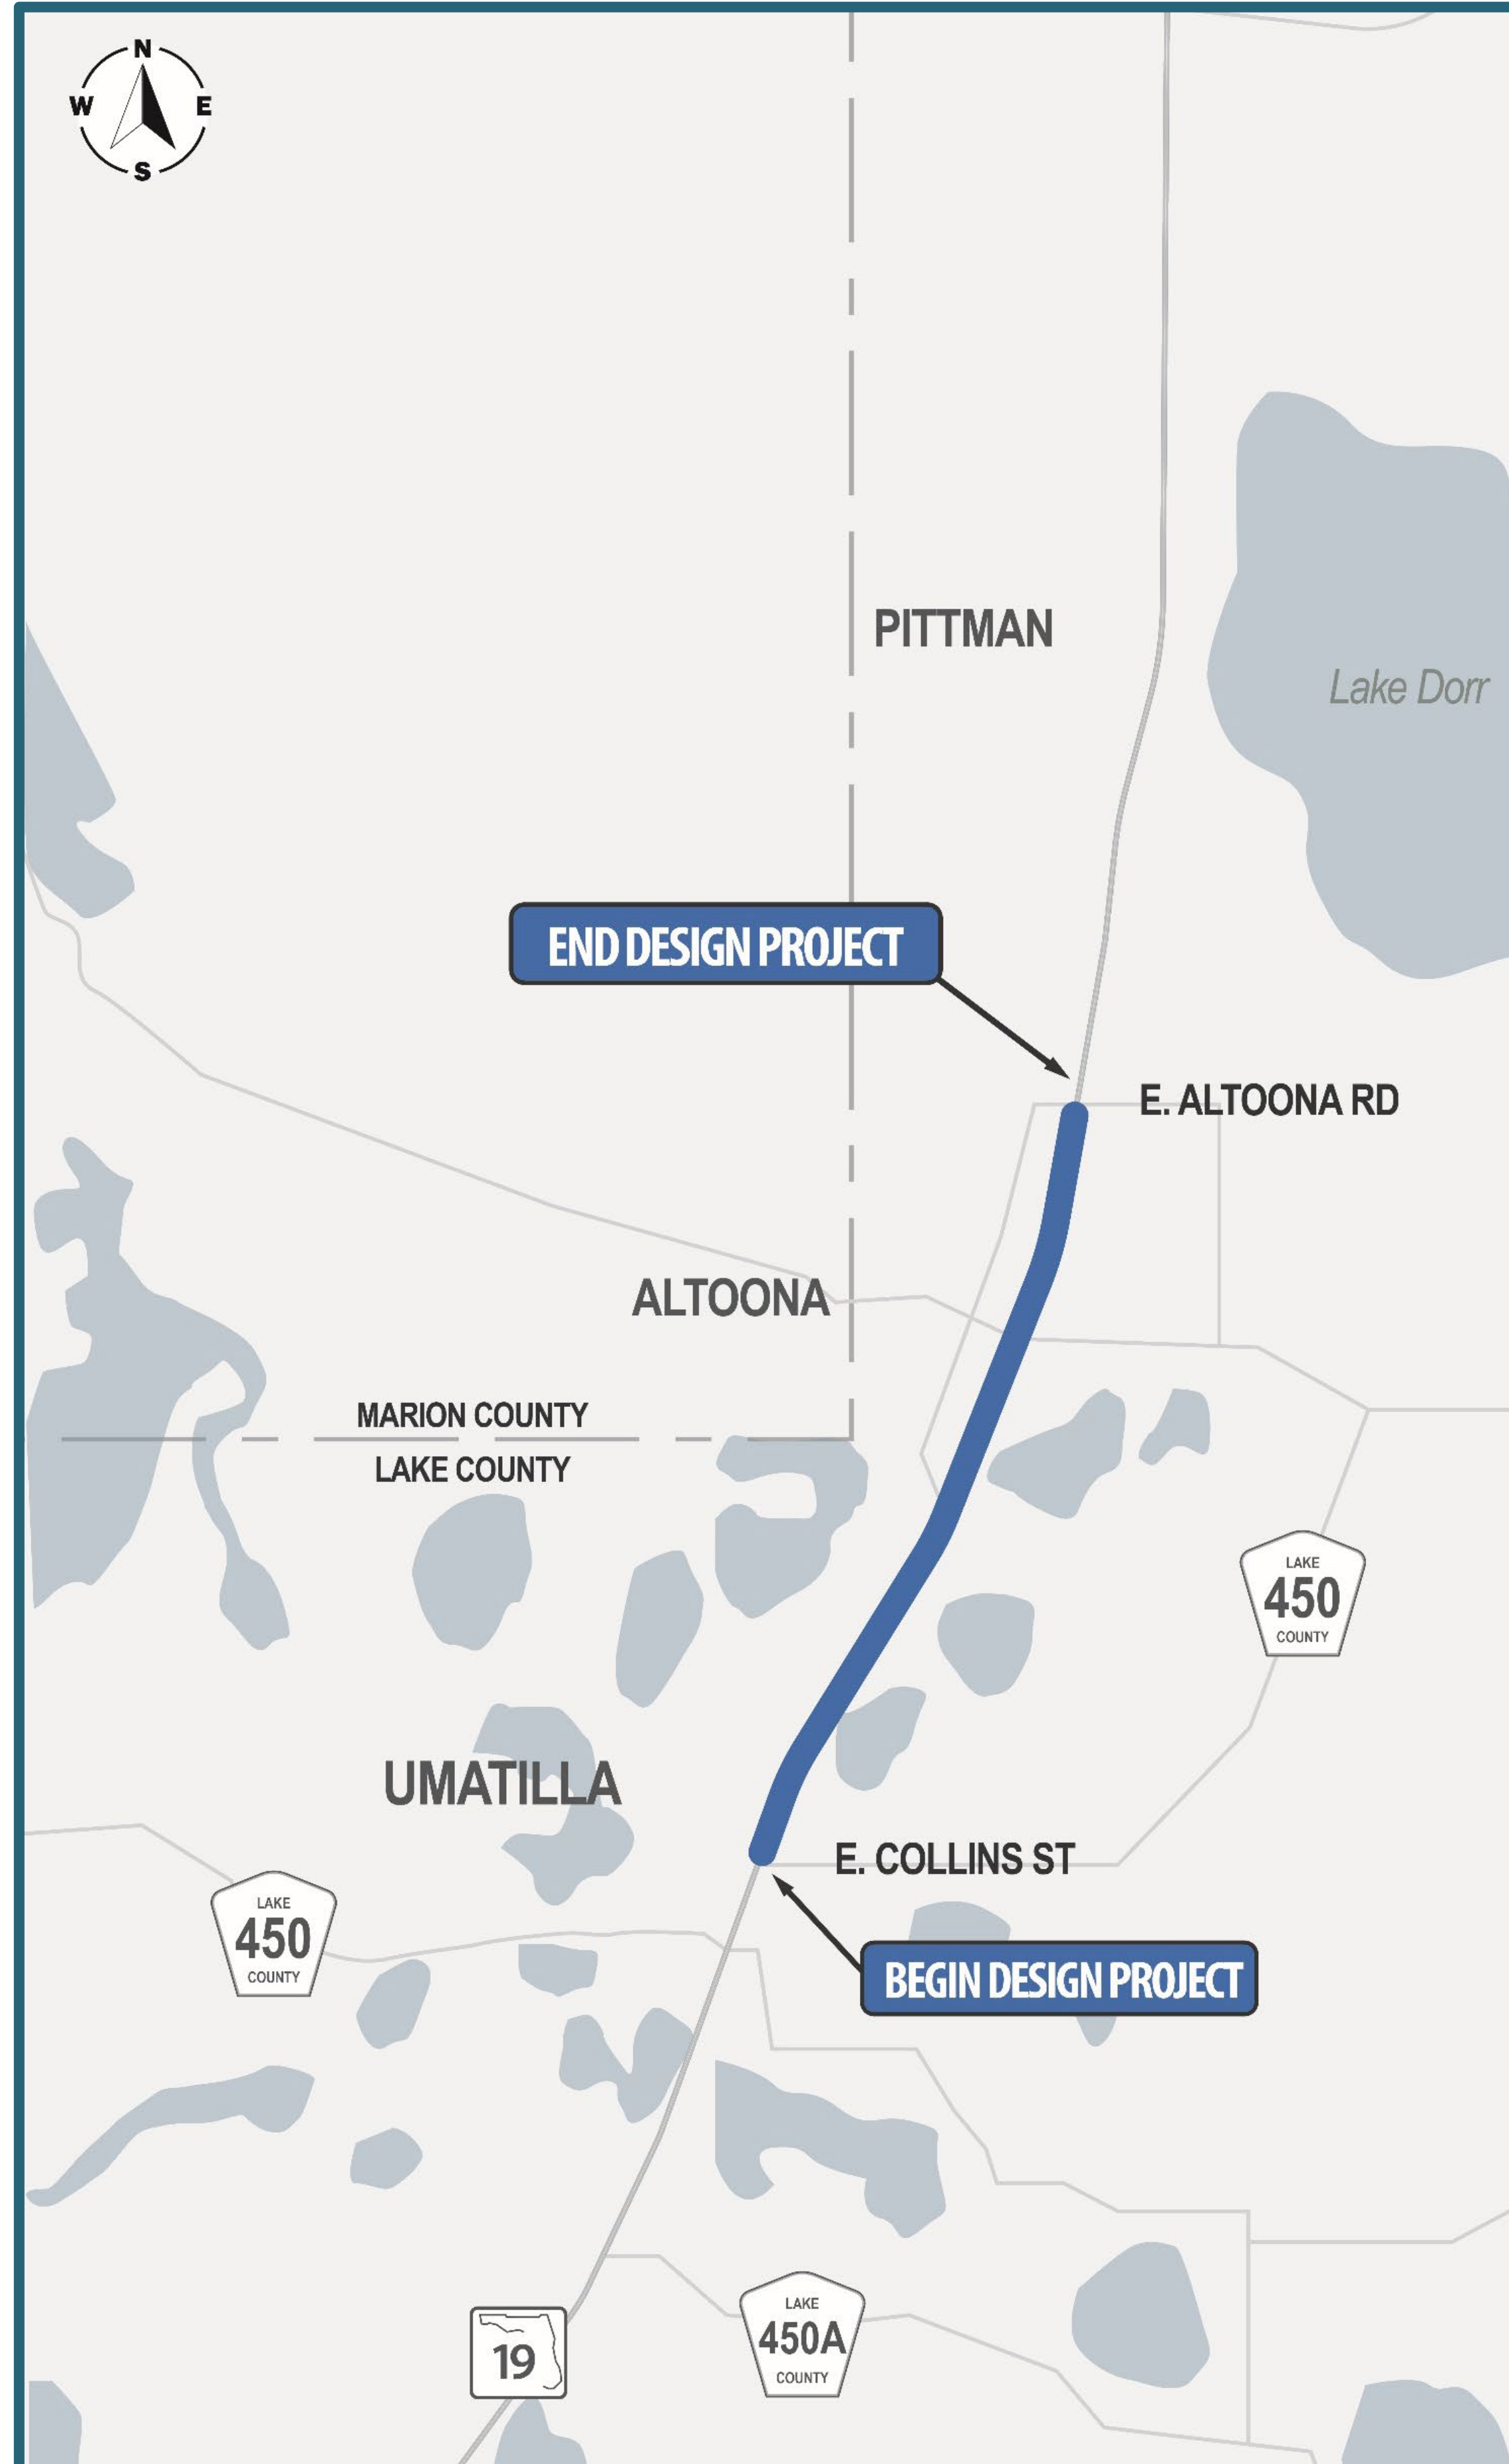 N
W
E
S
PITTMAN
Lake Dorr
END DESIGN PROJECT
E. ALTOONA RD
ALTOONA
MARION COUNTY
LAKE COUNTY
LAKE
450
COUNTY
UMATILLA
E. COLLINS ST
LAKE
450
COUNTY
BEGIN DESIGN PROJECT
LAKE
450A
COUNTY
19